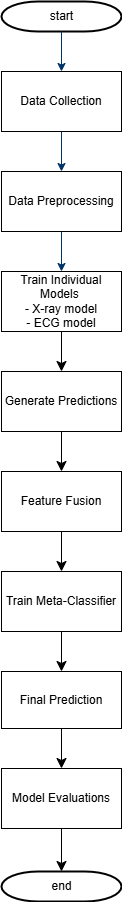 start
Data Collection
Data Preprocessing
Train Individual
Models
- X-ray model
- ECG model
Generate Predictions
Feature Fusion
Train Meta-Classifier
Final Prediction
Model Evaluations
end